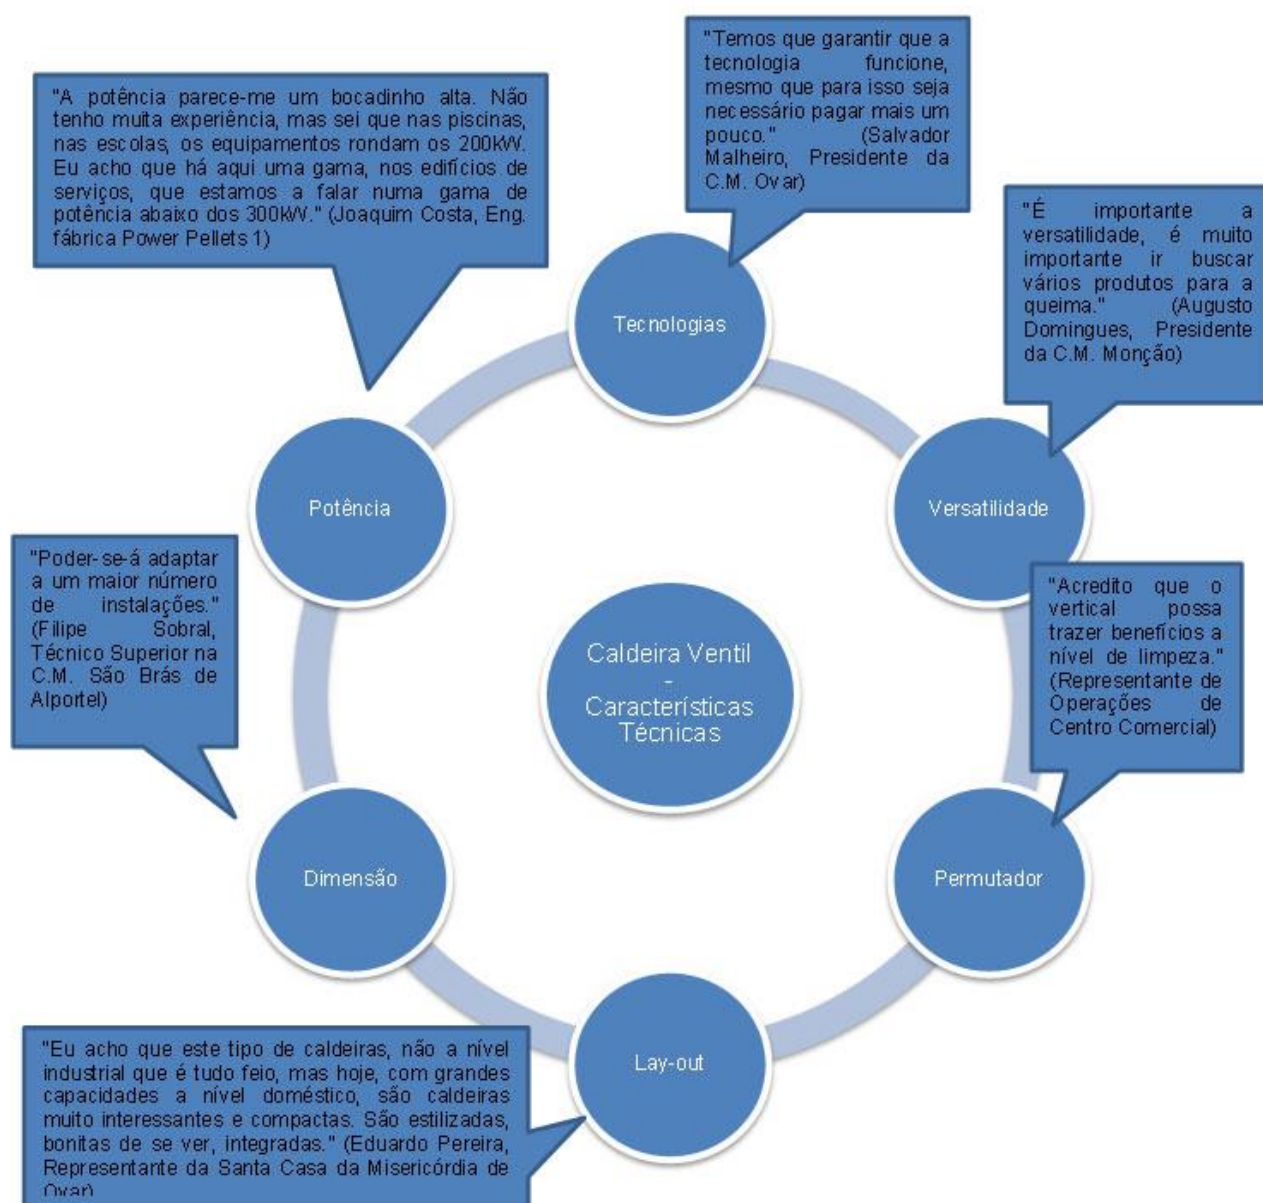 "Temos que garantir que a
tecnologia funcione,
mesmo que para isso seja
necessário pagar mais um
pouco." (Salvador
Malheiro, Presidente da
C.M. Ovar)
"A potência parece-me um bocadinho alta. Não
tenho muita experiência, mas sei que nas piscinas,
nas escolas, os equipamentos rondam os 200kW.
Eu acho que há aqui uma gama, nos edifícios de
serviços, que estamos a falar numa gama de
potência abaixo dos 300kW." (Joaquim Costa, Eng.
fábrica Power Pellets 1)
"É importante a
versatilidade, é muito
importante ir buscar
vários produtos para a
queima." (Augusto
Domingues, Presidente
da C.M. Monção)
Tecnologias
Potência
Versatilidade
"Poder-se-á adaptar
a um maior número
de instalações."
(Filipe Sobral,
Técnico Superior na
C.M. São Brás de
Alportel)
"Acredito que o
vertical possa
trazer benefícios a
nível de limpeza."
(Representante de
Operações de
Centro Comercial)
Caldeira Ventil
-
Características
Técnicas
Dimensão
Permutador
Lay-out
"Eu acho que este tipo de caldeiras, não a nível
industrial que é tudo feio, mas hoje, com grandes
capacidades a nível doméstico, são caldeiras
muito interessantes e compactas. São estilizadas,
bonitas de se ver, integradas." (Eduardo Pereira,
Representante da Santa Casa da Misericórdia de
Ovar)